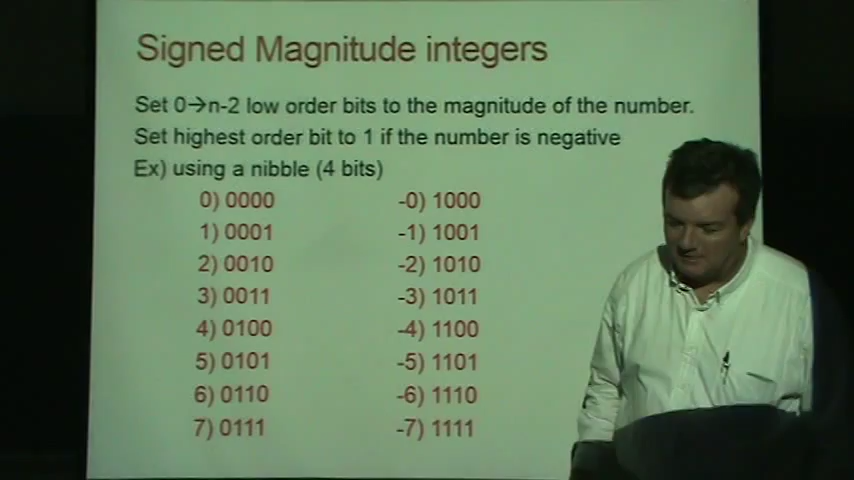 Signed Magnitude integers
Set 0→n-2 low order bits to the magnitude of the number.
Set highest order bit to 1 if the number is negative
Ex) using a nibble (4 bits)
0) 0000 -0) 1000
1) 0001 -1) 1001
2) 0010 -2) 1010
3) 0011 -3) 1011
4) 0100 -4) 1100
5) 0101 -5) 1101
6) 0110 -6) 1110
7) 0111 -7) 1111